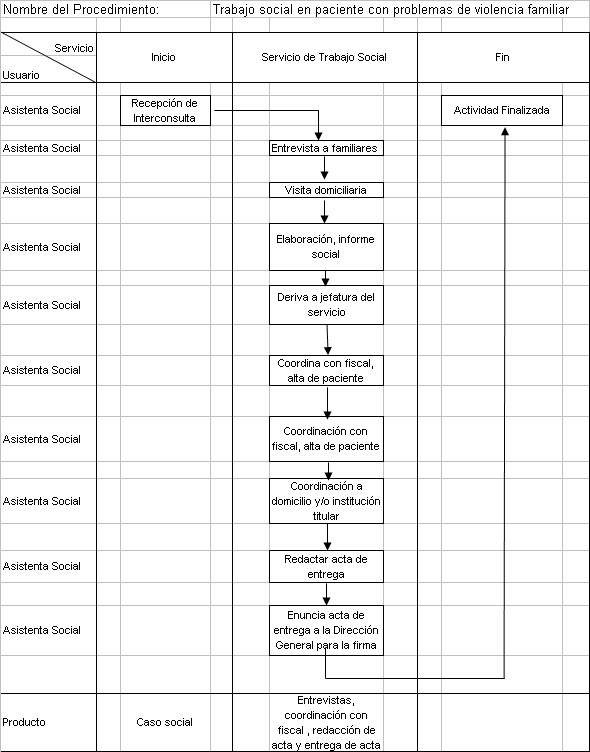 Nombre del Procedimiento: Trabajo social en paciente con problemas de violencia familiar
Servicio
Usuario
Inicio
Servicio de Trabajo Social
Fin
Asistenta Social
Recepción de
Interconsulta
Actividad Finalizada
Asistenta Social
Entrevista a familiares
Asistenta Social
Visita domiciliaria
Asistenta Social
Elaboración, informe
social
Asistenta Social
Deriva a jefatura del
servicio
Asistenta Social
Coordina con fiscal,
alta de paciente
Asistenta Social
Coordinación con
fiscal, alta de paciente
Asistenta Social
Coordinación a
domicilio y/o institución
titular
Asistenta Social
Redactar acta de
entrega
Asistenta Social
Enuncia acta de
entrega a la Dirección
General para la firma
Producto
Caso social
Entrevistas,
coordinación con
fiscal , redacción de
acta y entrega de acta